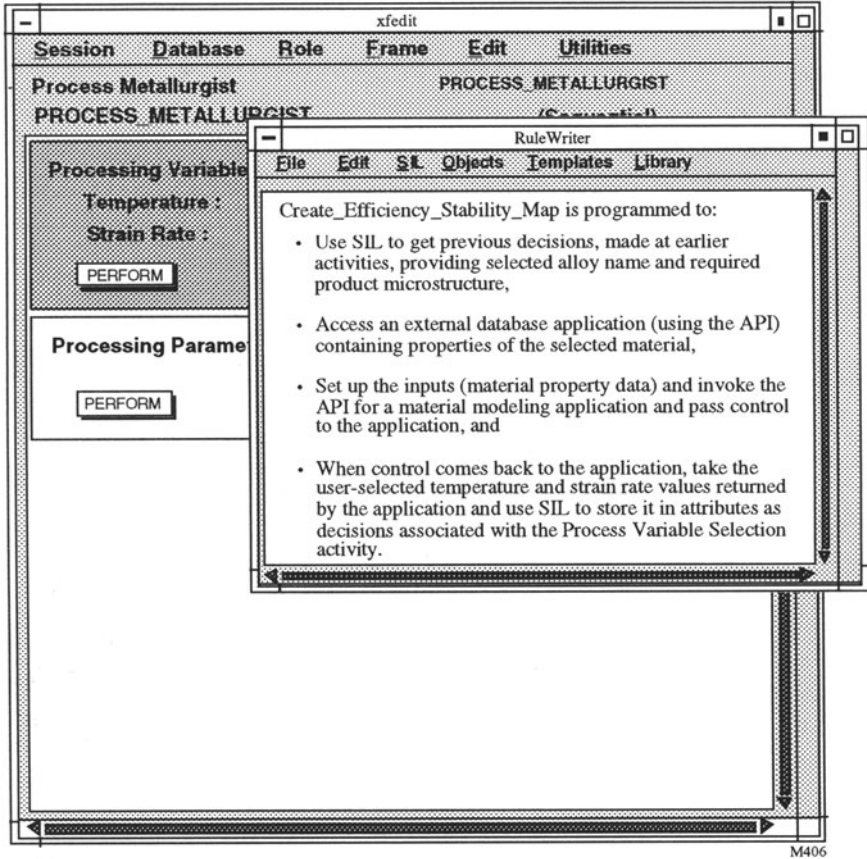 xfedit
Session Database Role Frame Edit Utilities
Process Metallurgist PROCESS_METALLURGIST
PROCESS_METALLURGIST (Sequential)
Processing Variable
Temperature :
Strain Rate :
PERFORM
Processing Parame
PERFORM
RuleWriter
File Edit SIL Objects Templates Library
Create_Efficiency_Stability_Map is programmed to:
• Use SIL to get previous decisions, made at earlier
activities, providing selected alloy name and required
product microstructure,
• Access an external database application (using the API)
containing properties of the selected material,
• Set up the inputs (material property data) and invoke the
API for a material modeling application and pass control
to the application, and
• When control comes back to the application, take the
user-selected temperature and strain rate values returned
by the application and use SIL to store it in attributes as
decisions associated with the Process Variable Selection
activity.
M406